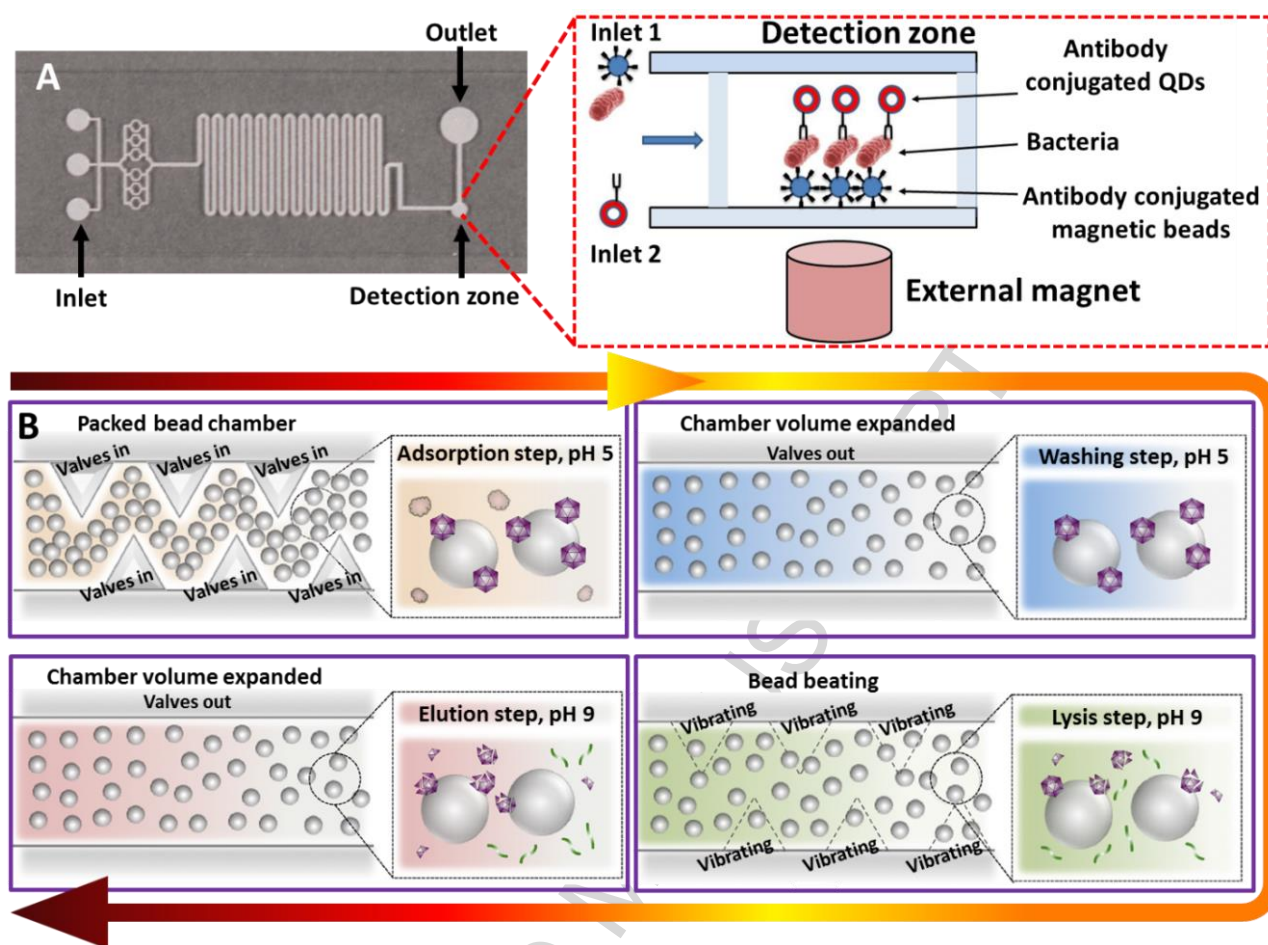 A
Outlet
Inlet
Detection zone
Inlet 1
Detection zone
Inlet 2
Antibody
conjugated QDs
Bacteria
Antibody conjugated
magnetic beads
External magnet
B
Packed bead chamber
Valves in
Valves in
Valves in
Valves in
Valves in
Valves in
Adsorption step, pH 5
Chamber volume expanded
Valves out
Washing step, pH 5
Chamber volume expanded
Valves out
Elution step, pH 9
Bead beating
Vibrating
Vibrating
Vibrating
Vibrating
Vibrating
Vibrating
Lysis step, pH 9